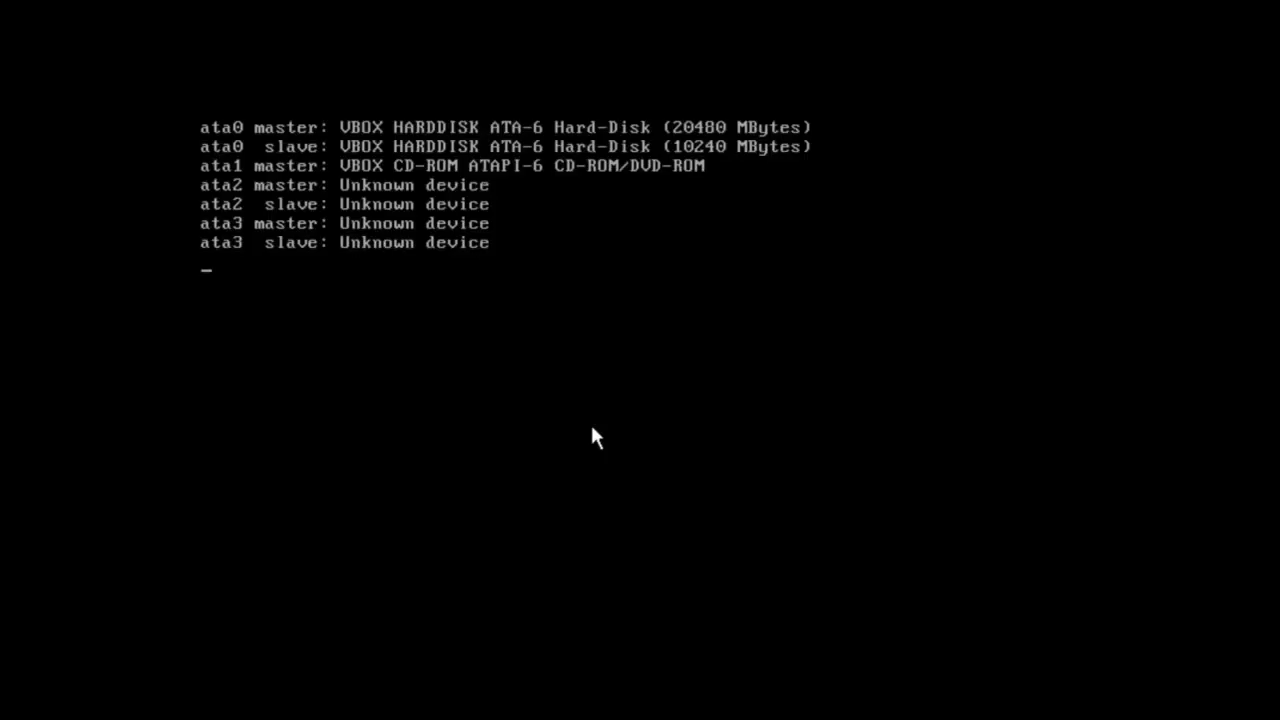 ata0 master: VBOX HARDDISK ATA-6 Hard-Disk (20480 MBytes)
ata0  slave: VBOX HARDDISK ATA-6 Hard-Disk (10240 MBytes)
ata1 master: VBOX CD-ROM ATAPI-6 CD-ROM/DVD-ROM
ata2 master: Unknown device
ata2  slave: Unknown device
ata3 master: Unknown device
ata3  slave: Unknown device